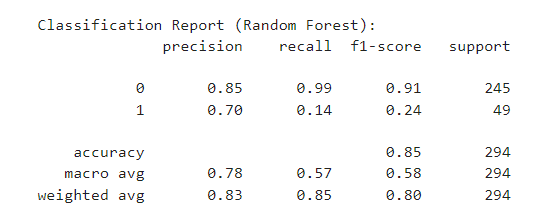 Classification Report (Random Forest):
precision recall f1-score support
0 0.85 0.99 0.91 245
1 0.70 0.14 0.24 49
accuracy 0.85 294
macro avg 0.78 0.57 0.58 294
weighted avg 0.83 0.85 0.80 294